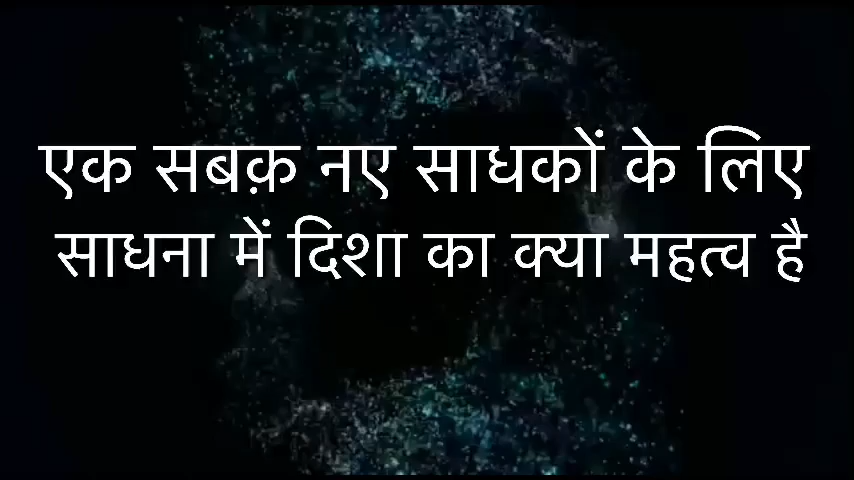 एक सबक़ नए साधकों के लिए
साधना में दिशा का क्या महत्व है